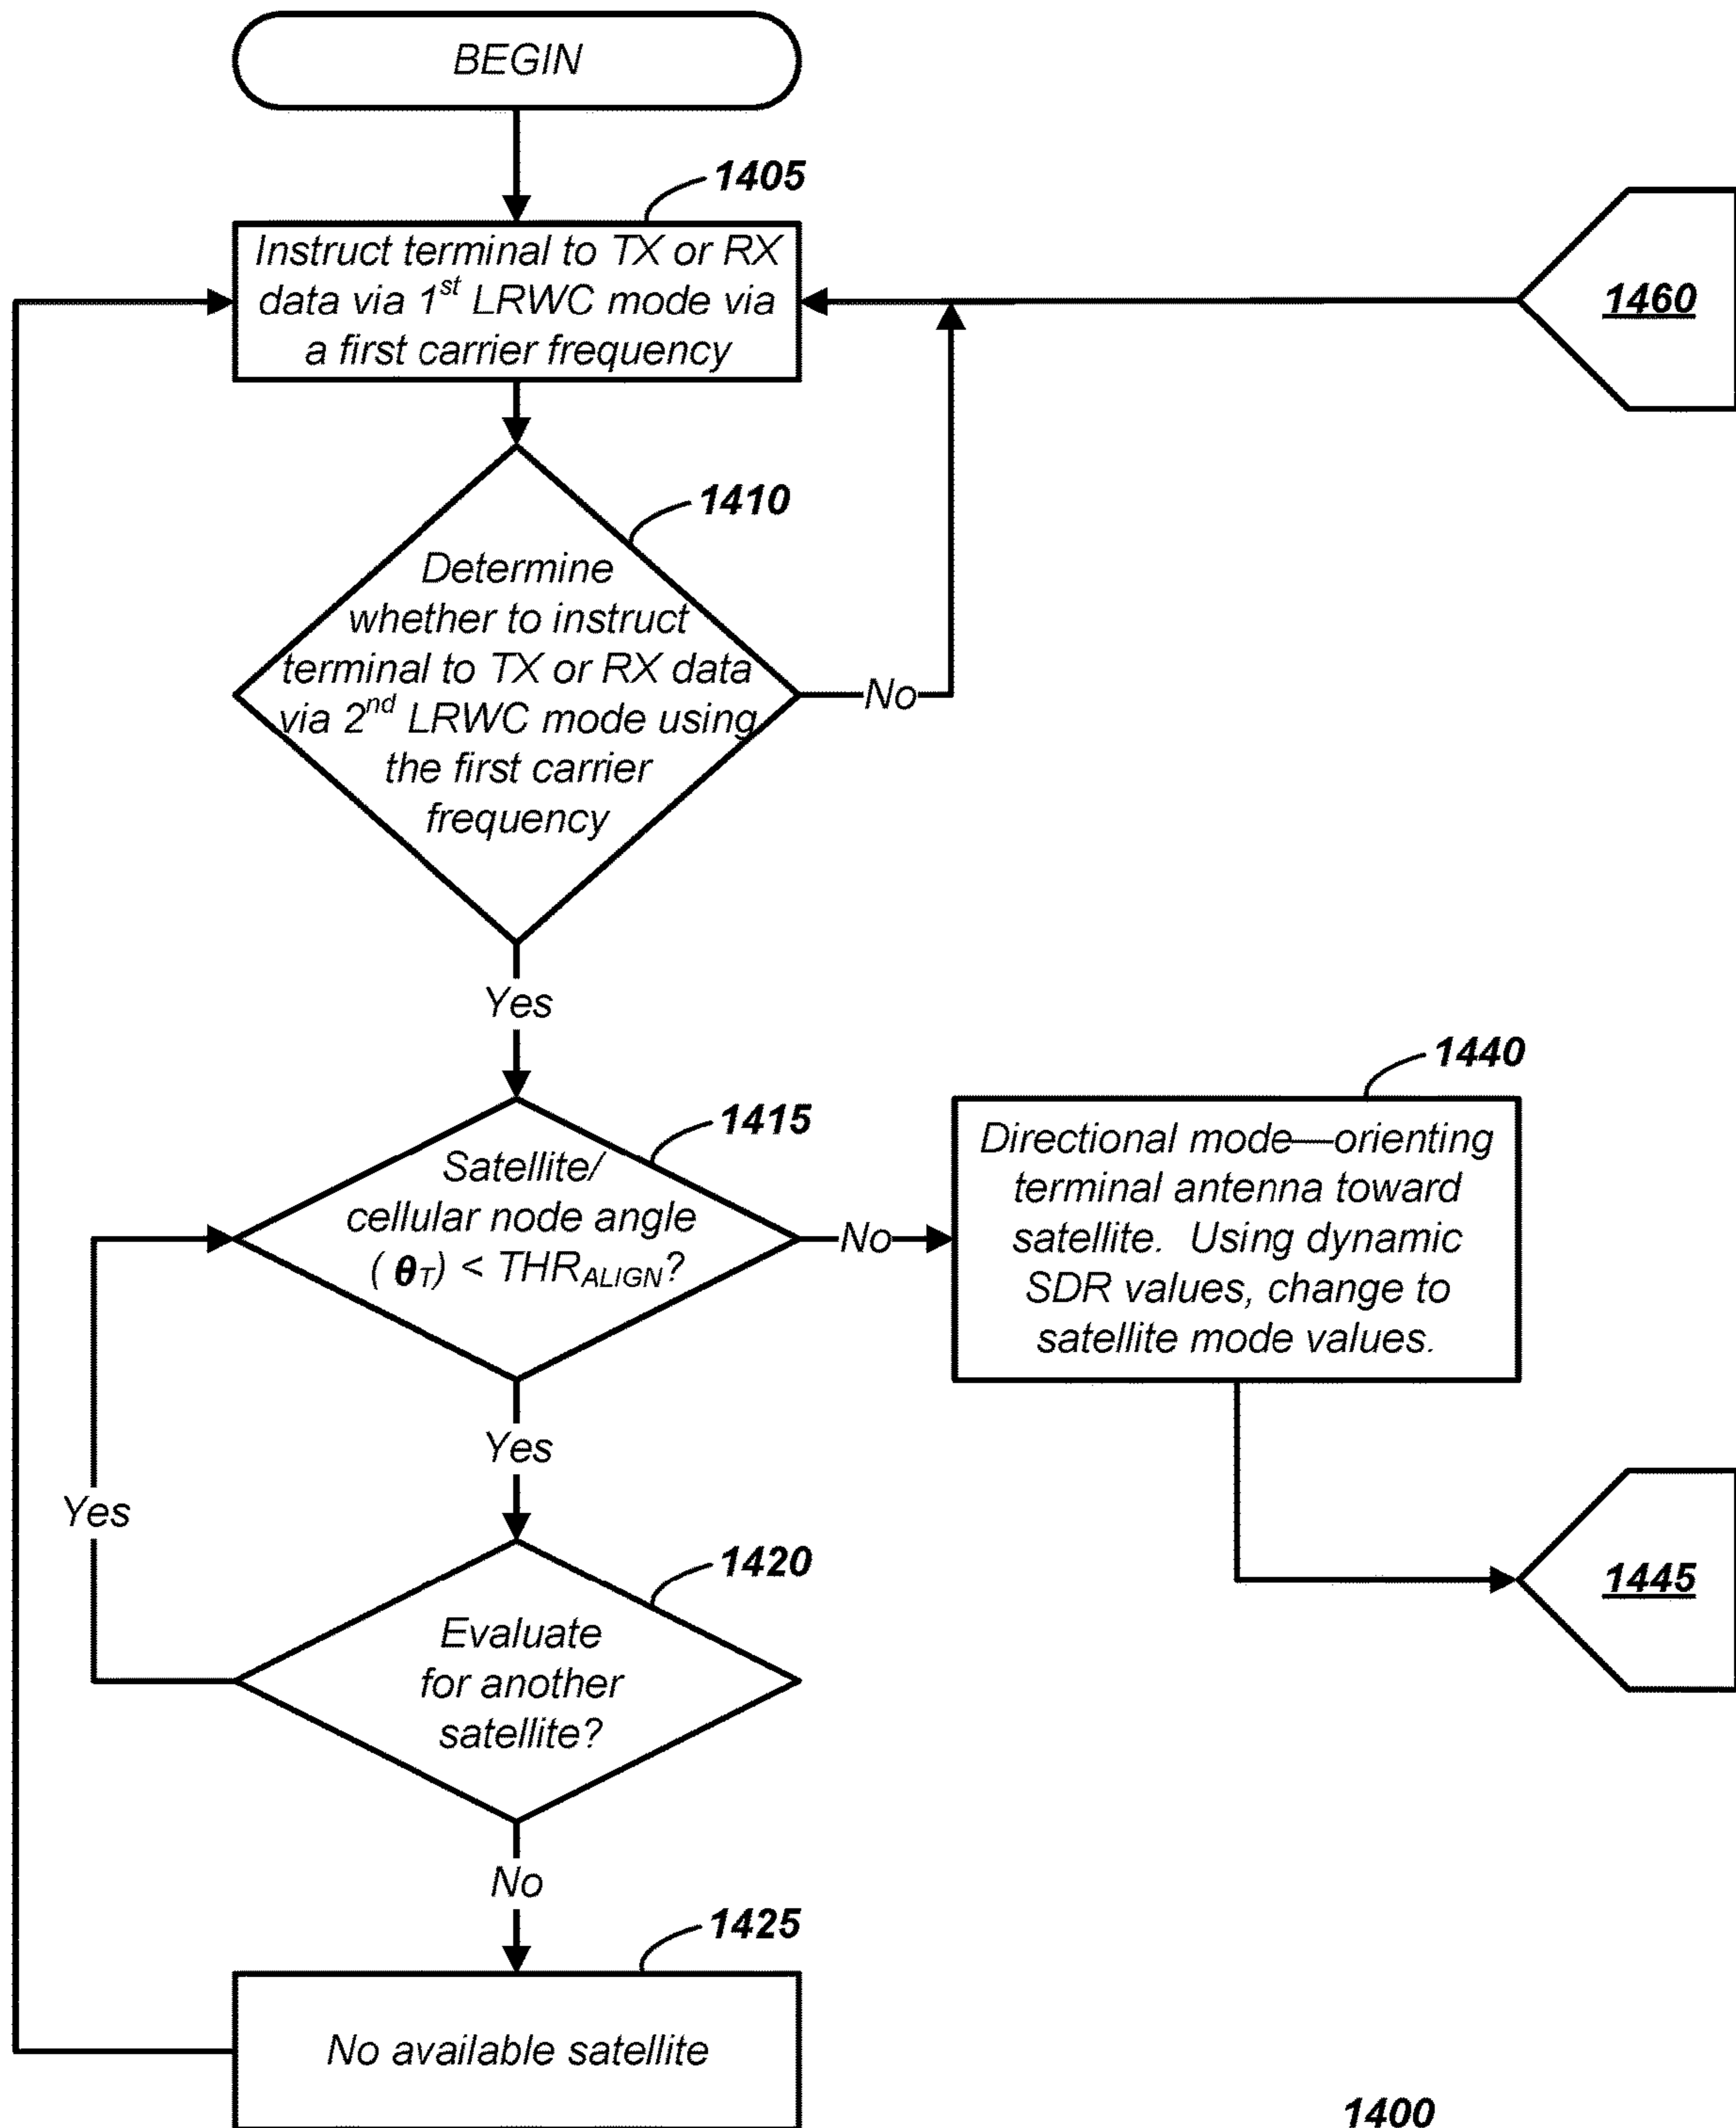 BEGIN
1405
Instruct terminal to TX or RX
data via 1st LRWC mode via
a first carrier frequency
1460
1410
Determine
whether to instruct
terminal to TX or RX data
via 2nd LRWC mode using
the first carrier
frequency
No
Yes
1415
Satellite/
cellular node angle
( θT) < THRALIGN?
No
1440
Directional mode—orienting
terminal antenna toward
satellite. Using dynamic
SDR values, change to
satellite mode values.
Yes
Yes
1445
1420
Evaluate
for another
satellite?
No
1425
No available satellite
1400